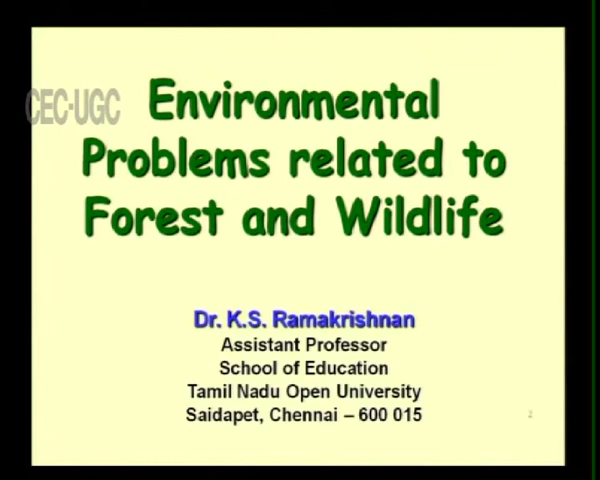 CEC-UGC
Environmental
Problems related to
Forest and Wildlife
Dr. K.S. Ramakrishnan
Assistant Professor
School of Education
Tamil Nadu Open University
Saidapet, Chennai – 600 015
2